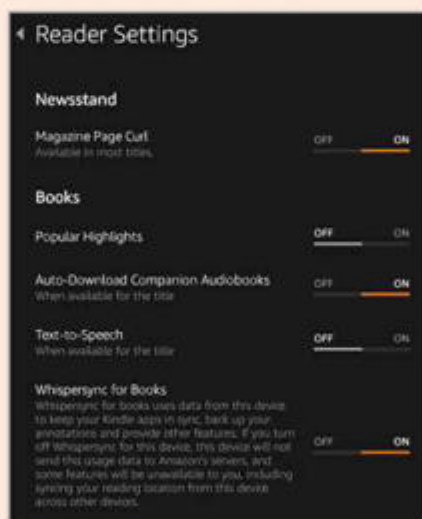 Reader Settings
Newsstand
Magazine Page Curl
OFF ON
Available in most titles.
Books
Popular Highlights
OFF ON
Auto-Download Companion Audiobooks
OFF ON
When available for the title
Text-to-Speech
OFF ON
When available for the title
Whispersync for Books
Whispersync for books uses data from this device
to keep your Kindle apps in sync, back up your
annotations and provide other features. If you turn
off Whispersync for this device, this device will not
OFF ON
send this usage data to Amazon's servers, and
some features will be unavailable to you, including
syncing your reading location from this device
across other devices.